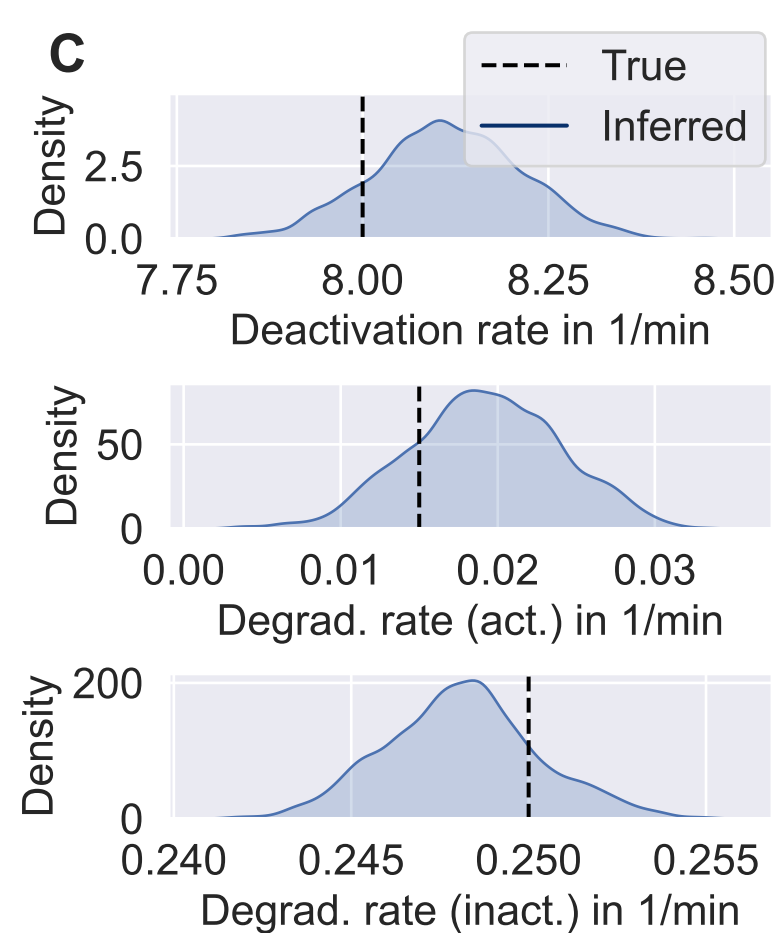 C
True
Inferred
Density
2.5
0.0
7.75 8.00 8.25 8.50
Deactivation rate in 1/min
Density
50
0
0.00 0.01 0.02 0.03
Degrad. rate (act.) in 1/min
Density
200
0
0.240 0.245 0.250 0.255
Degrad. rate (inact.) in 1/min